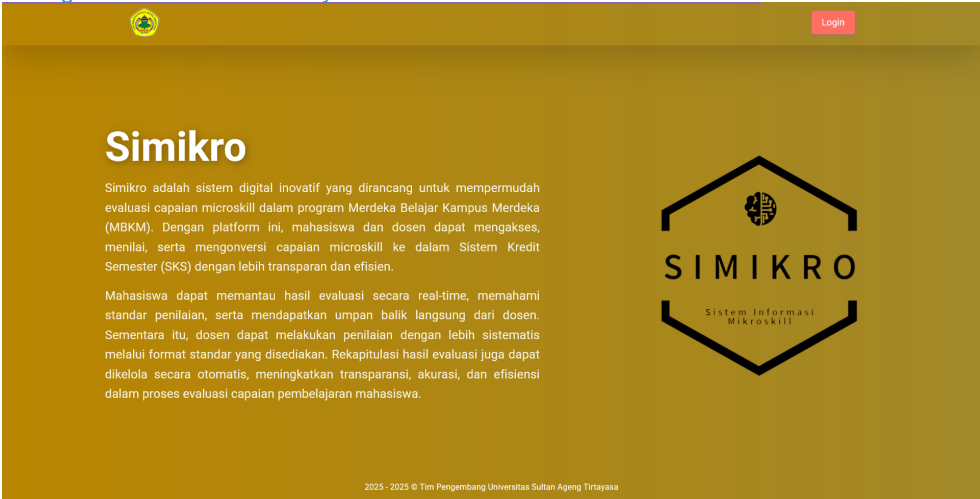 Login
Simikro
Simikro adalah sistem digital inovatif yang dirancang untuk mempermudah
evaluasi capaian microskill dalam program Merdeka Belajar Kampus Merdeka
(MBKM). Dengan platform ini, mahasiswa dan dosen dapat mengakses,
menilai, serta mengonversi capaian microskill ke dalam Sistem Kredit
Semester (SKS) dengan lebih transparan dan efisien.
Mahasiswa dapat memantau hasil evaluasi secara real-time, memahami
standar penilaian, serta mendapatkan umpan balik langsung dari dosen.
Sementara itu, dosen dapat melakukan penilaian dengan lebih sistematis
melalui format standar yang disediakan. Rekapitulasi hasil evaluasi juga dapat
dikelola secara otomatis, meningkatkan transparansi, akurasi, dan efisiensi
dalam proses evaluasi capaian pembelajaran mahasiswa.
SIMIKRO
Sistem Informasi
Mikroskill
2025 - 2025 © Tim Pengembang Universitas Sultan Ageng Tirtayasa